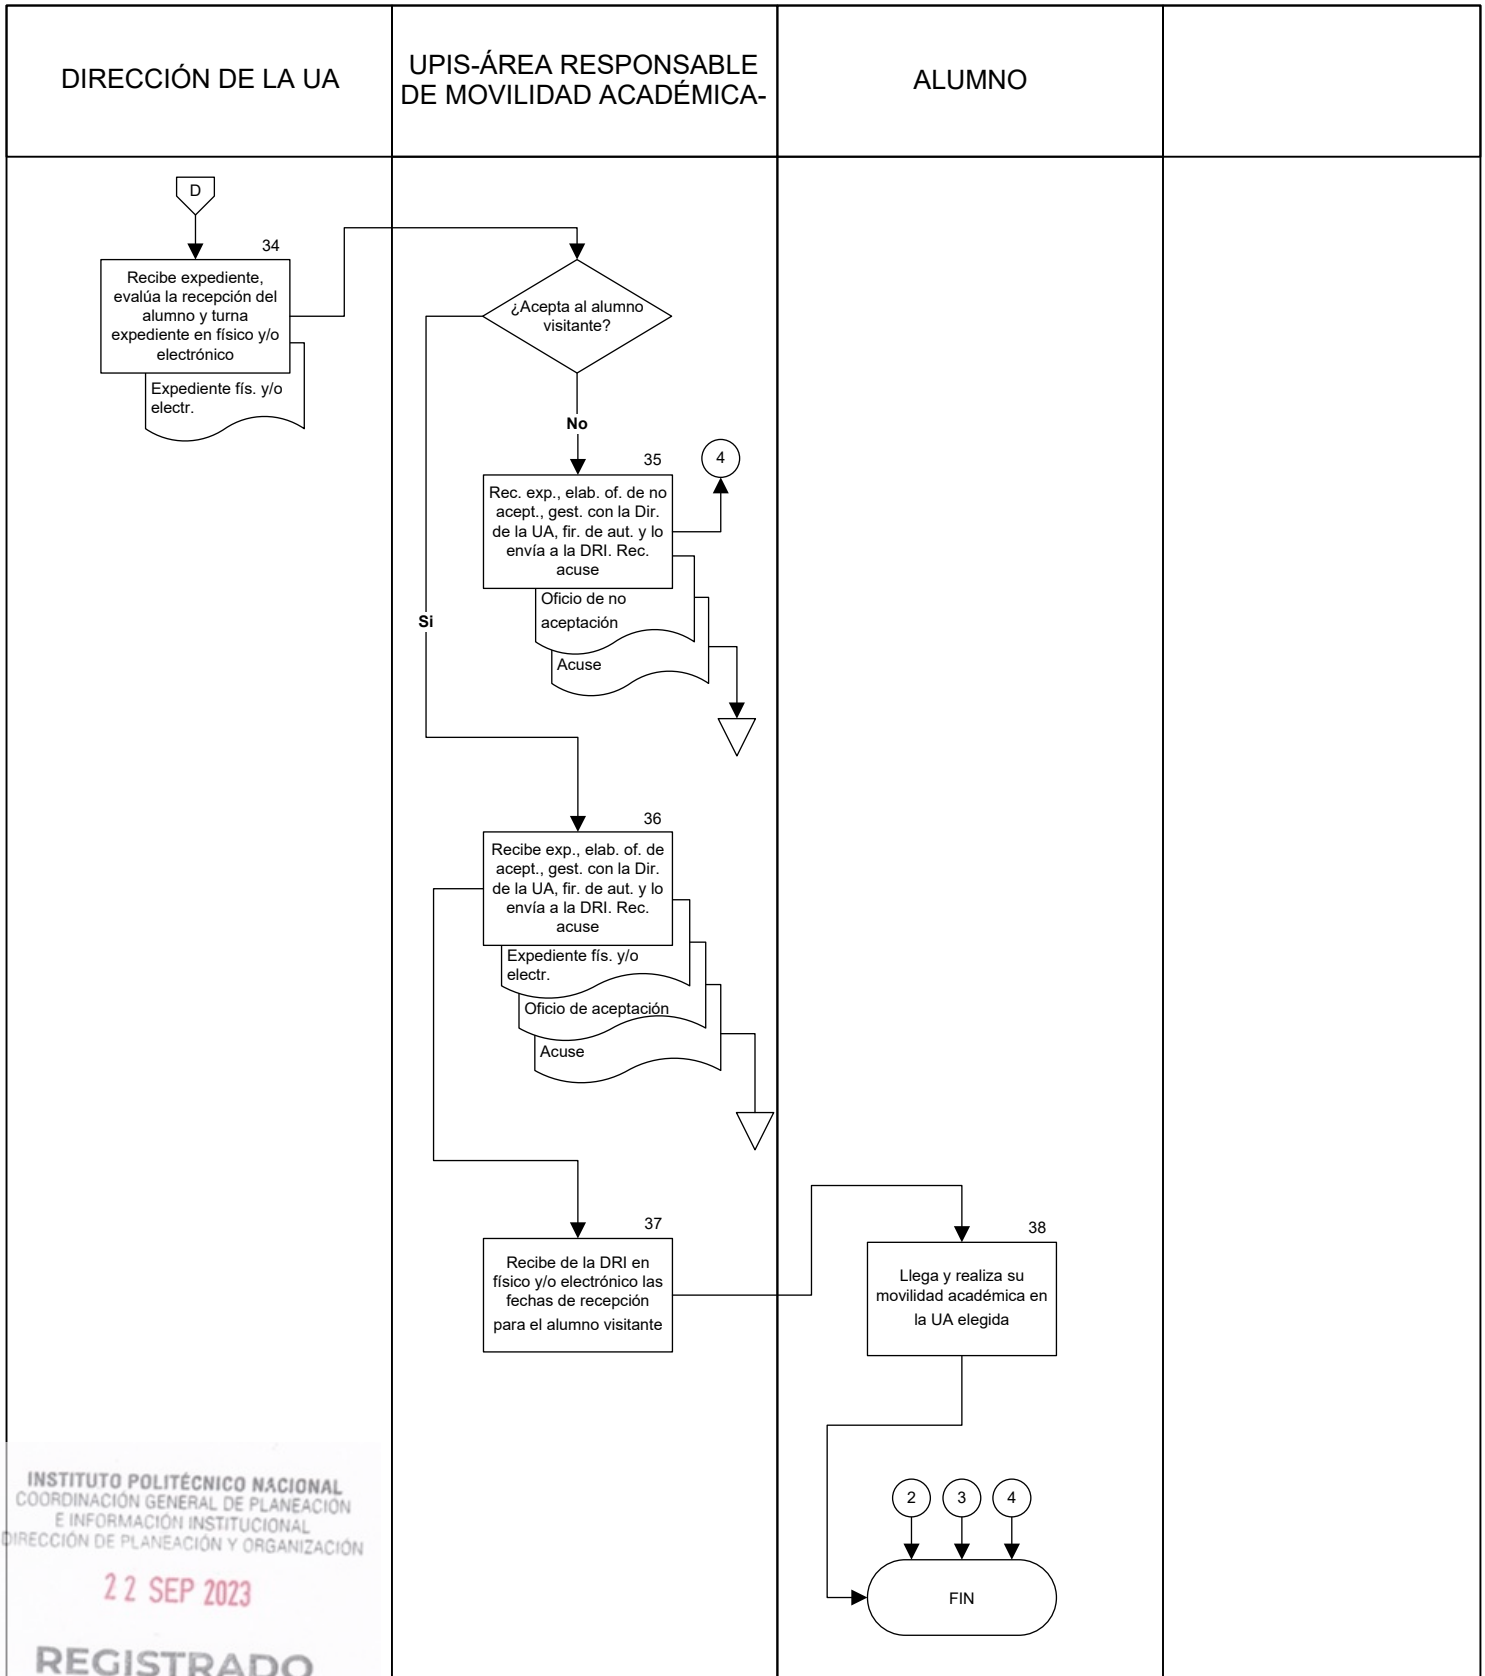 DIRECCIÓN DE LA UA
UPIS-ÁREA RESPONSABLE
DE MOVILIDAD ACADÉMICA-
ALUMNO
D
34
Recibe expediente,
evalúa la recepción del
alumno y turna
expediente en físico y/o
electrónico
Expediente fís. y/o
electr.
¿Acepta al alumno
visitante?
No
Si
35
4
Rec. exp., elab. of. de no
acept., gest. con la Dir.
de la UA, fir. de aut. y lo
envía a la DRI. Rec.
acuse
Oficio de no
aceptación
Acuse
36
Recibe exp., elab. of. de
acept., gest. con la Dir.
de la UA, fir. de aut. y lo
envía a la DRI. Rec.
acuse
Expediente fís. y/o
electr.
Oficio de aceptación
Acuse
37
Recibe de la DRI en
físico y/o electrónico las
fechas de recepción
para el alumno visitante
38
Llega y realiza su
movilidad académica en
la UA elegida
2
3
4
FIN
INSTITUTO POLITÉCNICO NACIONAL
COORDINACIÓN GENERAL DE PLANEACIÓN
E INFORMACIÓN INSTITUCIONAL
DIRECCIÓN DE PLANEACIÓN Y ORGANIZACIÓN
22 SEP 2023
REGISTRADO